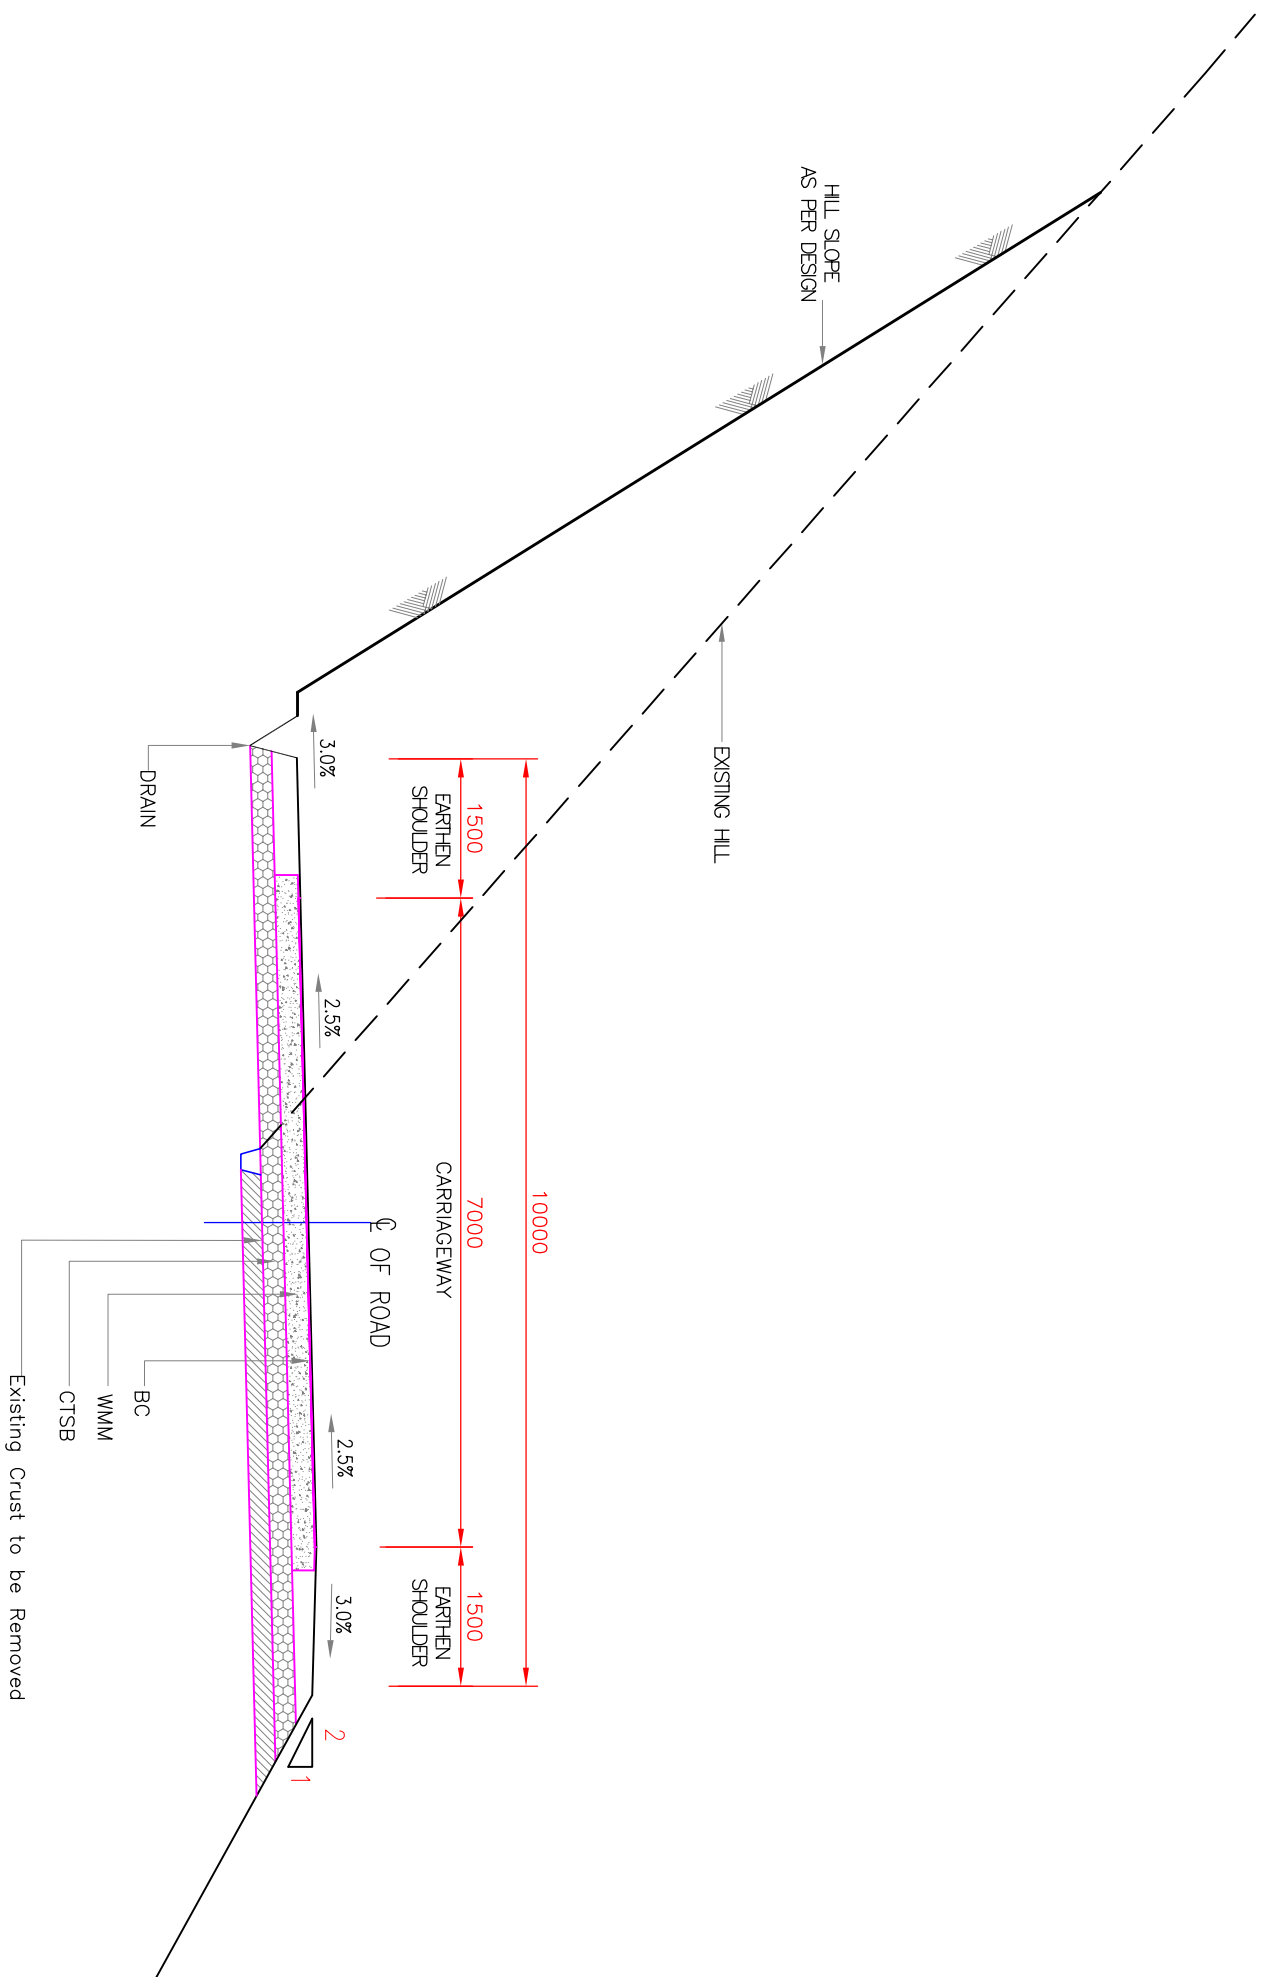 HILL SLOPE
AS PER DESIGN
EXISTING HILL
10000
1500
7000
1500
EARTHEN
SHOULDER
CARRIAGEWAY
EARTHEN
SHOULDER
℄ OF ROAD
3.0%
2.5%
2.5%
3.0%
2
1
DRAIN
BC
WMM
CTSB
Existing Crust to be Removed